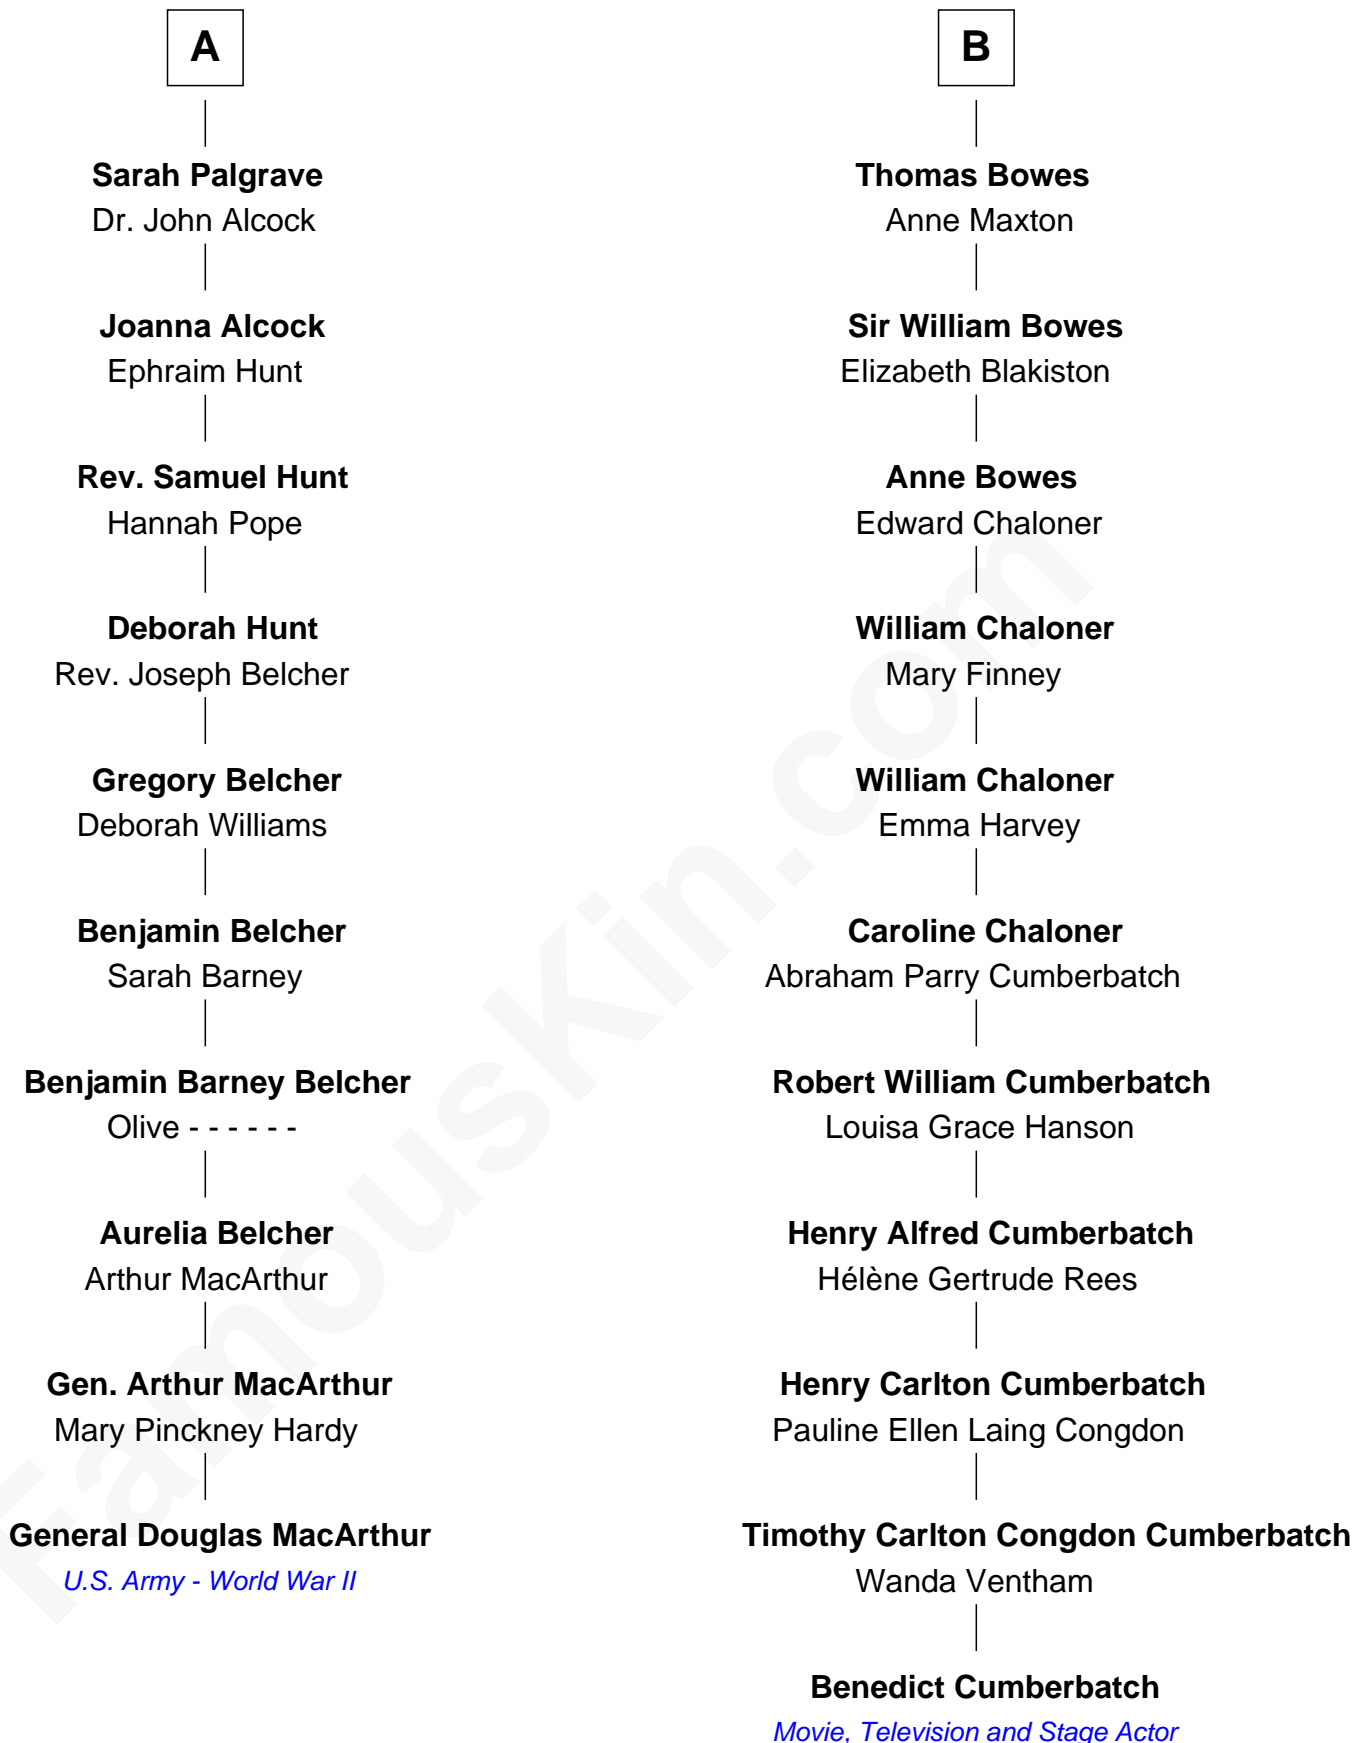 A
Sarah Palgrave
Dr. John Alcock
Joanna Alcock
Ephraim Hunt
Rev. Samuel Hunt
Hannah Pope
Deborah Hunt
Rev. Joseph Belcher
Gregory Belcher
Deborah Williams
Benjamin Belcher
Sarah Barney
Benjamin Barney Belcher
Olive - - - - - -
Aurelia Belcher
Arthur MacArthur
Gen. Arthur MacArthur
Mary Pinckney Hardy
General Douglas MacArthur
U.S. Army - World War II
B
Thomas Bowes
Anne Maxton
Sir William Bowes
Elizabeth Blakiston
Anne Bowes
Edward Chaloner
William Chaloner
Mary Finney
William Chaloner
Emma Harvey
Caroline Chaloner
Abraham Parry Cumberbatch
Robert William Cumberbatch
Louisa Grace Hanson
Henry Alfred Cumberbatch
Hélène Gertrude Rees
Henry Carlton Cumberbatch
Pauline Ellen Laing Congdon
Timothy Carlton Congdon Cumberbatch
Wanda Ventham
Benedict Cumberbatch
Movie, Television and Stage Actor
FamousKin.com